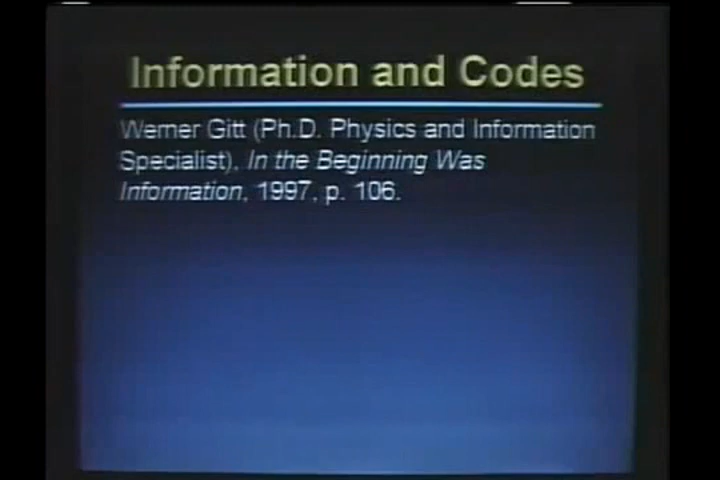 Information and Codes
Werner Gitt (Ph.D. Physics and Information
Specialist), In the Beginning Was
Information, 1997, p. 106.